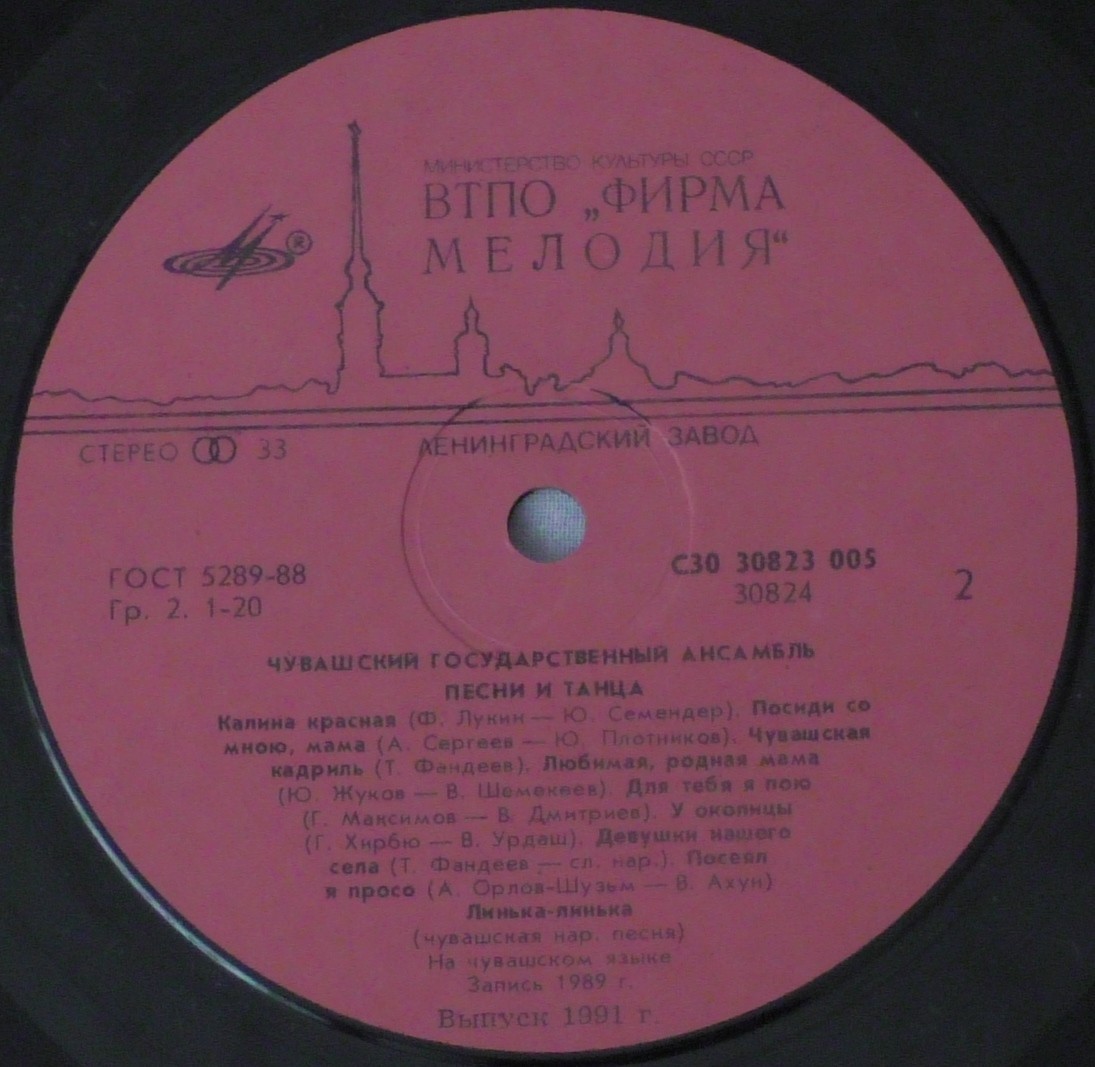 МИНИСТЕРСТВО КУЛЬТУРЫ СССР
ВТПО „ФИРМА
МЕЛОДИЯ“
®
СТЕРЕО 33
ЛЕНИНГРАДСКИЙ ЗАВОД
ГОСТ 5289-88
Гр. 2. 1-20
С30 30823 005
30824
2
ЧУВАШСКИЙ ГОСУДАРСТВЕННЫЙ АНСАМБЛЬ
ПЕСНИ И ТАНЦА
Калина красная (Ф. Лукин — Ю. Семендер). Посиди со
мною, мама (А. Сергеев — Ю. Плотников). Чувашская
кадриль (Т. Фандеев). Любимая, родная мама
(Ю. Жуков — В. Шемекеев). Для тебя я пою
(Г. Максимов — В. Дмитриев). У околицы
(Г. Хирбю — В. Урдаш). Девушки нашего
села (Т. Фандеев — сл. нар.). Посеял
я просо (А. Орлов-Шузьм — В. Ахун)
Линька-линька
(чувашская нар. песня)
На чувашском языке
Запись 1989 г.
Выпуск 1991 г.